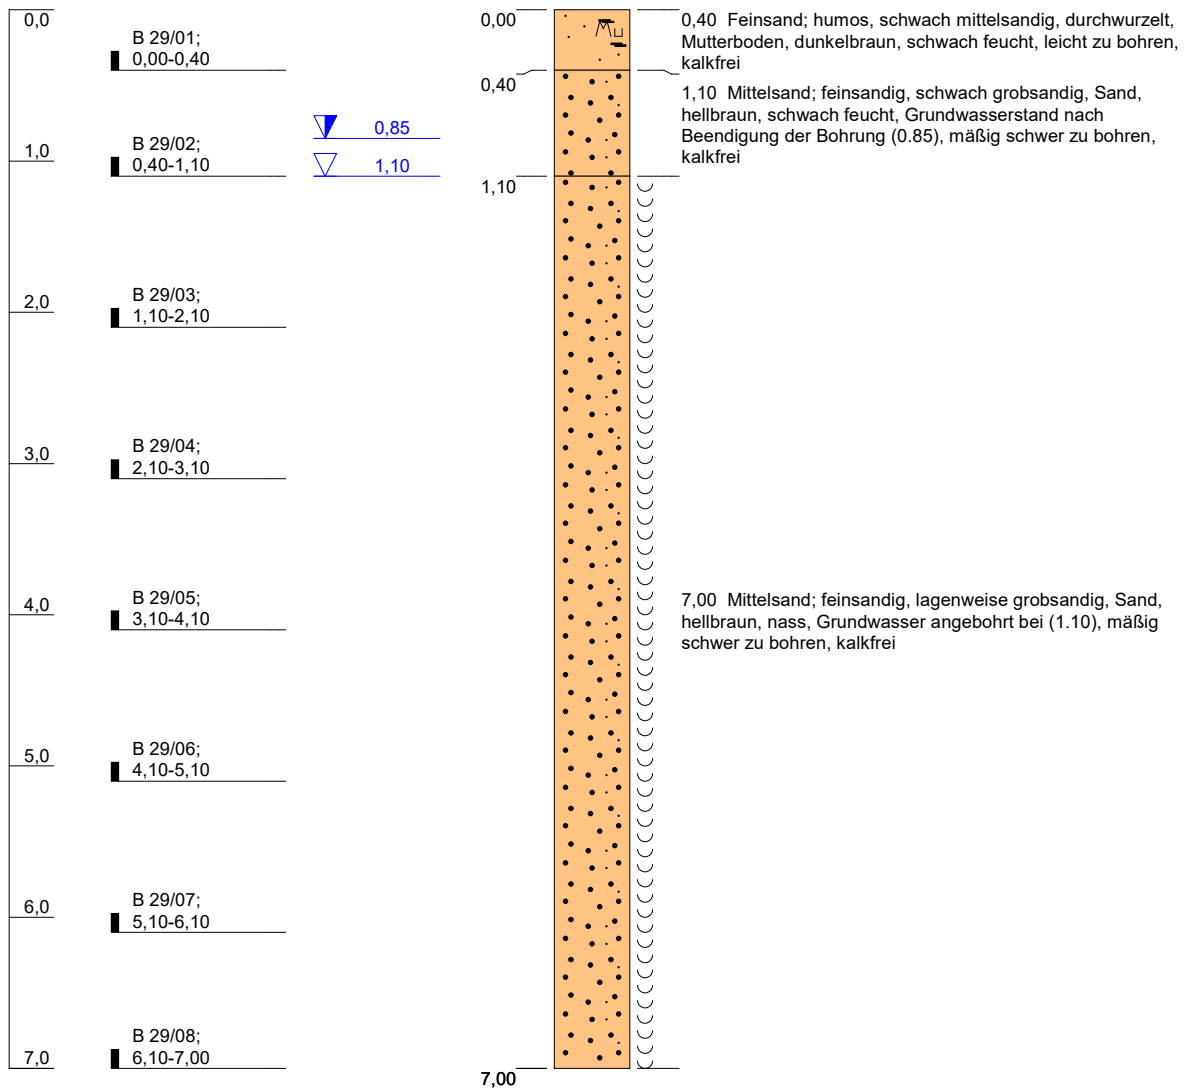 0,0
1,0
2,0
3,0
4,0
5,0
6,0
7,0
B 29/01;
0,00-0,40
B 29/02;
0,40-1,10
B 29/03;
1,10-2,10
B 29/04;
2,10-3,10
B 29/05;
3,10-4,10
B 29/06;
4,10-5,10
B 29/07;
5,10-6,10
B 29/08;
6,10-7,00
0,85
1,10
0,00
0,40
1,10
7,00
Mu
0,40 Feinsand; humos, schwach mittelsandig, durchwurzelt,
Mutterboden, dunkelbraun, schwach feucht, leicht zu bohren,
kalkfrei
1,10 Mittelsand; feinsandig, schwach grobsandig, Sand,
hellbraun, schwach feucht, Grundwasserstand nach
Beendigung der Bohrung (0.85), mäßig schwer zu bohren,
kalkfrei
7,00 Mittelsand; feinsandig, lagenweise grobsandig, Sand,
hellbraun, nass, Grundwasser angebohrt bei (1.10), mäßig
schwer zu bohren, kalkfrei